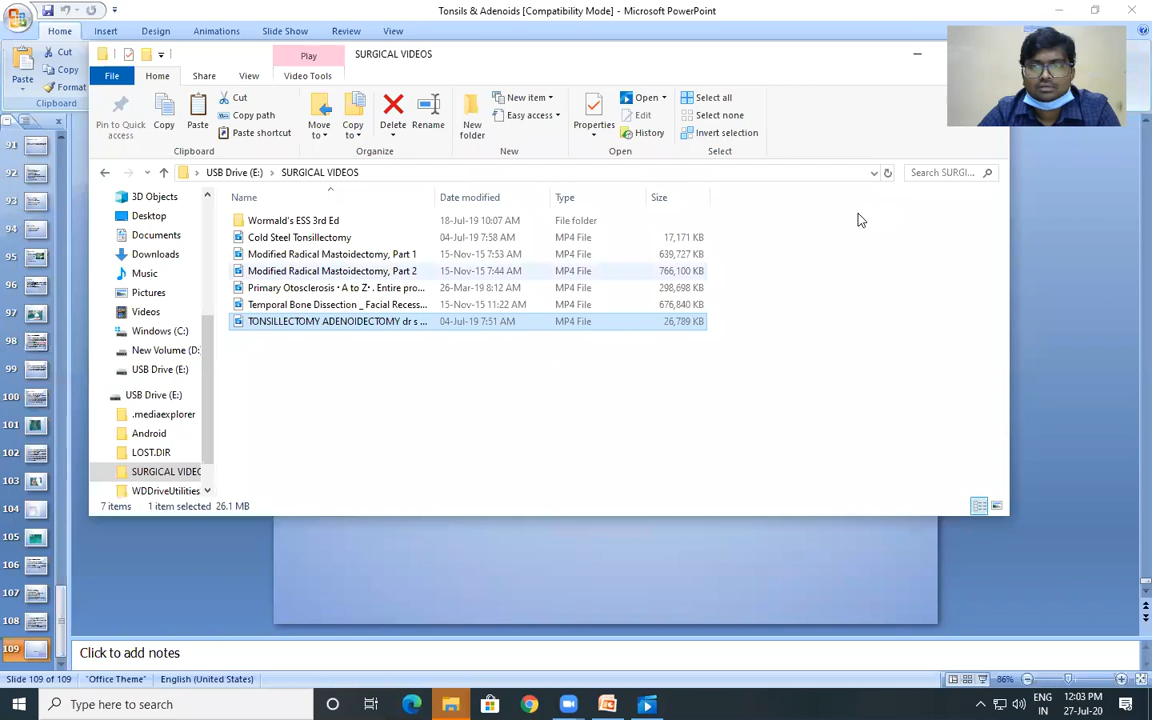 Tonsils & Adenoids [Compatibility Mode] - Microsoft PowerPoint
Home Insert Design Animations Slide Show Review View
Play SURGICAL VIDEOS
File Home Share View Video Tools
Paste Cut
Copy
Format
Clipboard
Pin to Quick access
Copy
Paste
Cut
Copy path
Paste shortcut
Clipboard
Move to
Copy to
Delete
Rename
Organize
New folder
New item
Easy access
New
Properties
Open
Edit
History
Open
Select all
Select none
Invert selection
Select
USB Drive (E:) > SURGICAL VIDEOS
Search SURGI...
Name Date modified Type Size
Wormald's ESS 3rd Ed 18-Jul-19 10:07 AM File folder
Cold Steel Tonsillectomy 04-Jul-19 7:58 AM MP4 File 17,171 KB
Modified Radical Mastoidectomy, Part 1 15-Nov-15 7:53 AM MP4 File 639,727 KB
Modified Radical Mastoidectomy, Part 2 15-Nov-15 7:44 AM MP4 File 766,100 KB
Primary Otosclerosis • A to Z• . Entire pro... 26-Mar-19 8:12 AM MP4 File 298,698 KB
Temporal Bone Dissection _ Facial Recess... 15-Nov-15 11:22 AM MP4 File 676,840 KB
TONSILLECTOMY ADENOIDECTOMY dr s ... 04-Jul-19 7:51 AM MP4 File 26,789 KB
3D Objects
Desktop
Documents
Downloads
Music
Pictures
Videos
Windows (C:)
New Volume (D:
USB Drive (E:)
USB Drive (E:)
.mediaexplorer
Android
LOST.DIR
SURGICAL VIDEO
WDDriveUtilities
7 items 1 item selected 26.1 MB
91
92
93
94
95
96
97
98
99
100
101
102
103
104
105
106
107
108
109
Click to add notes
Slide 109 of 109 "Office Theme" English (United States) 86%
Type here to search
ENG
IN
12:03 PM
27-Jul-20